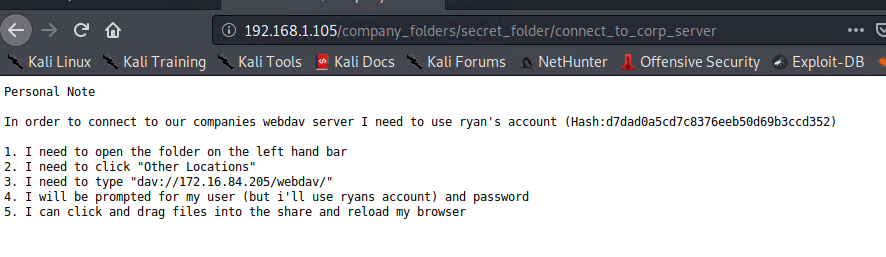 192.168.1.105/company_folders/secret_folder/connect_to_corp_server
Kali Linux Kali Training Kali Tools Kali Docs Kali Forums NetHunter Offensive Security Exploit-DB
Personal Note
In order to connect to our companies webdav server I need to use ryan's account (Hash:d7dad0a5cd7c8376eeb50d69b3ccd352)
1. I need to open the folder on the left hand bar
2. I need to click "Other Locations"
3. I need to type "dav://172.16.84.205/webdav/"
4. I will be prompted for my user (but i'll use ryans account) and password
5. I can click and drag files into the share and reload my browser